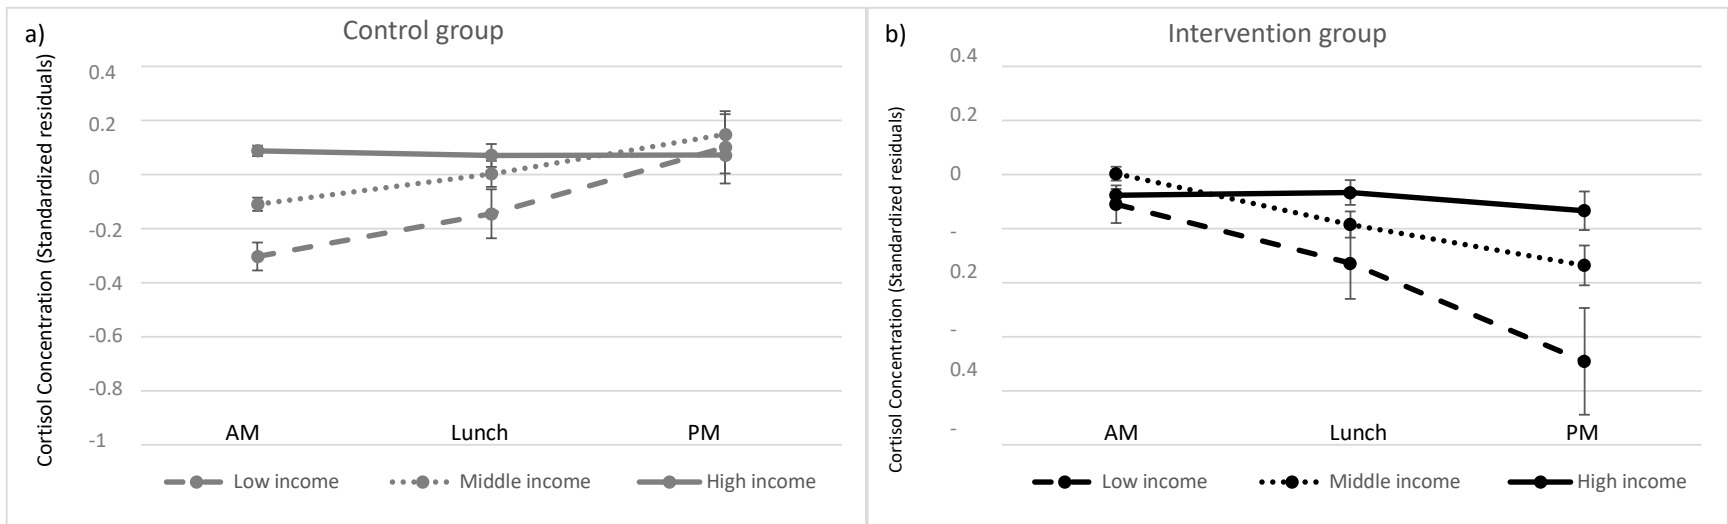 a)
Control group
Cortisol Concentration (Standardized residuals)
0.4
0.2
0
-0.2
-0.4
-0.6
-0.8
-1
AM Lunch PM
Low income Middle income High income
b)
Intervention group
Cortisol Concentration (Standardized residuals)
0.4
0.2
0
-
0.2
-
0.4
-
AM Lunch PM
Low income Middle income High income